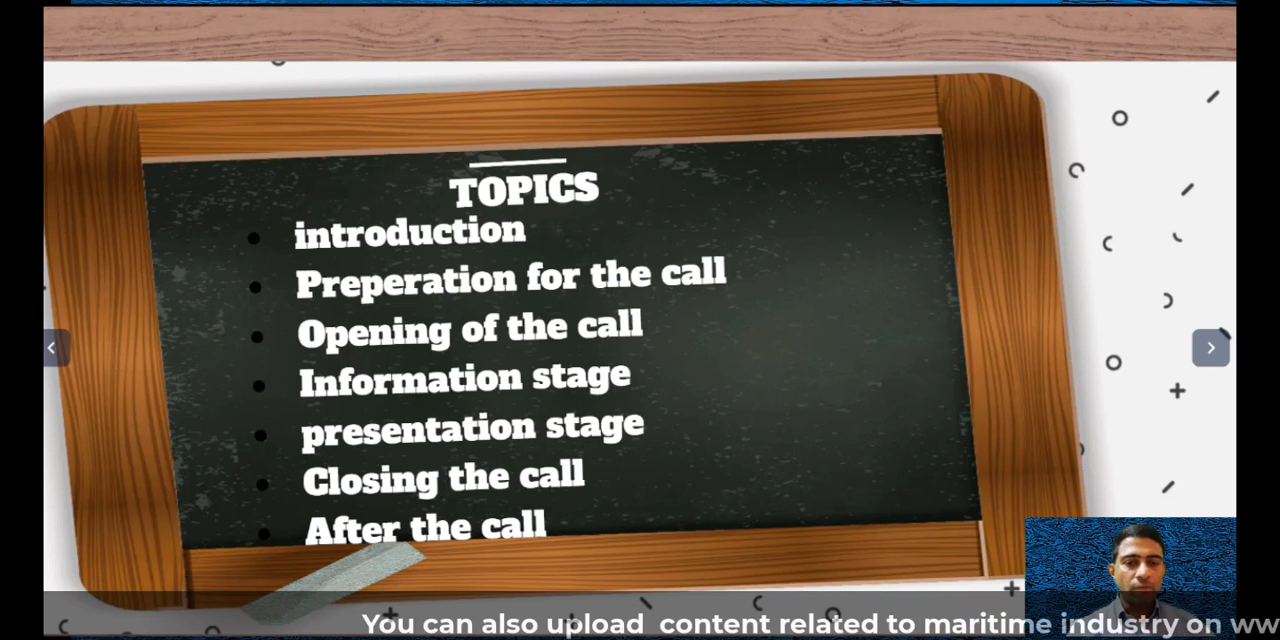 TOPICS
introduction
Preperation for the call
Opening of the call
Information stage
presentation stage
Closing the call
After the call
You can also upload content related to maritime industry on